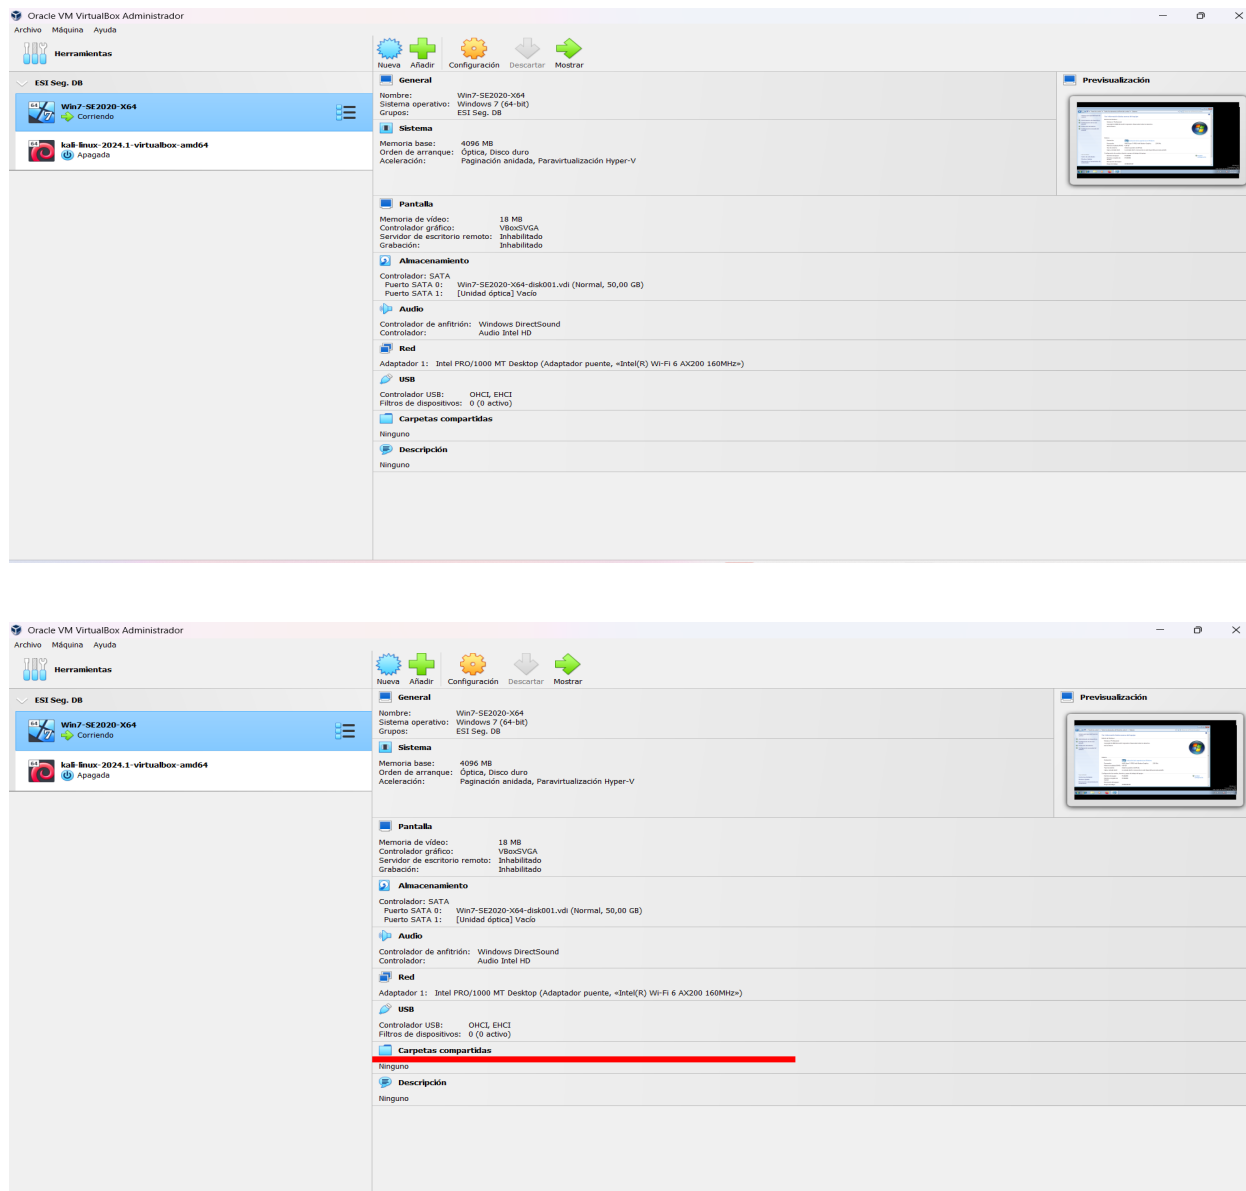 Oracle VM VirtualBox Administrador
Archivo Máquina Ayuda
Herramientas
Nueva Añadir Configuración Descartar Mostrar
ESI Seg. DB
64
Win7-SE2020-X64
Corriendo
64
kali-linux-2024.1-virtualbox-amd64
Apagada
General
Nombre: Win7-SE2020-X64
Sistema operativo: Windows 7 (64-bit)
Grupos: ESI Seg. DB
Previsualización
Sistema
Memoria base: 4096 MB
Orden de arranque: Óptica, Disco duro
Aceleración: Paginación anidada, Paravirtualización Hyper-V
Pantalla
Memoria de vídeo: 18 MB
Controlador gráfico: VBoxSVGA
Servidor de escritorio remoto: Inhabilitado
Grabación: Inhabilitado
Almacenamiento
Controlador: SATA
Puerto SATA 0: Win7-SE2020-X64-disk001.vdi (Normal, 50,00 GB)
Puerto SATA 1: [Unidad óptica] Vacío
Audio
Controlador de anfitrión: Windows DirectSound
Controlador: Audio Intel HD
Red
Adaptador 1: Intel PRO/1000 MT Desktop (Adaptador puente, «Intel(R) Wi-Fi 6 AX200 160MHz»)
USB
Controlador USB: OHCI, EHCI
Filtros de dispositivos: 0 (0 activo)
Carpetas compartidas
Ninguno
Descripción
Ninguno
Oracle VM VirtualBox Administrador
Archivo Máquina Ayuda
Herramientas
Nueva Añadir Configuración Descartar Mostrar
ESI Seg. DB
64
Win7-SE2020-X64
Corriendo
64
kali-linux-2024.1-virtualbox-amd64
Apagada
General
Nombre: Win7-SE2020-X64
Sistema operativo: Windows 7 (64-bit)
Grupos: ESI Seg. DB
Previsualización
Sistema
Memoria base: 4096 MB
Orden de arranque: Óptica, Disco duro
Aceleración: Paginación anidada, Paravirtualización Hyper-V
Pantalla
Memoria de vídeo: 18 MB
Controlador gráfico: VBoxSVGA
Servidor de escritorio remoto: Inhabilitado
Grabación: Inhabilitado
Almacenamiento
Controlador: SATA
Puerto SATA 0: Win7-SE2020-X64-disk001.vdi (Normal, 50,00 GB)
Puerto SATA 1: [Unidad óptica] Vacío
Audio
Controlador de anfitrión: Windows DirectSound
Controlador: Audio Intel HD
Red
Adaptador 1: Intel PRO/1000 MT Desktop (Adaptador puente, «Intel(R) Wi-Fi 6 AX200 160MHz»)
USB
Controlador USB: OHCI, EHCI
Filtros de dispositivos: 0 (0 activo)
Carpetas compartidas
Ninguno
Descripción
Ninguno